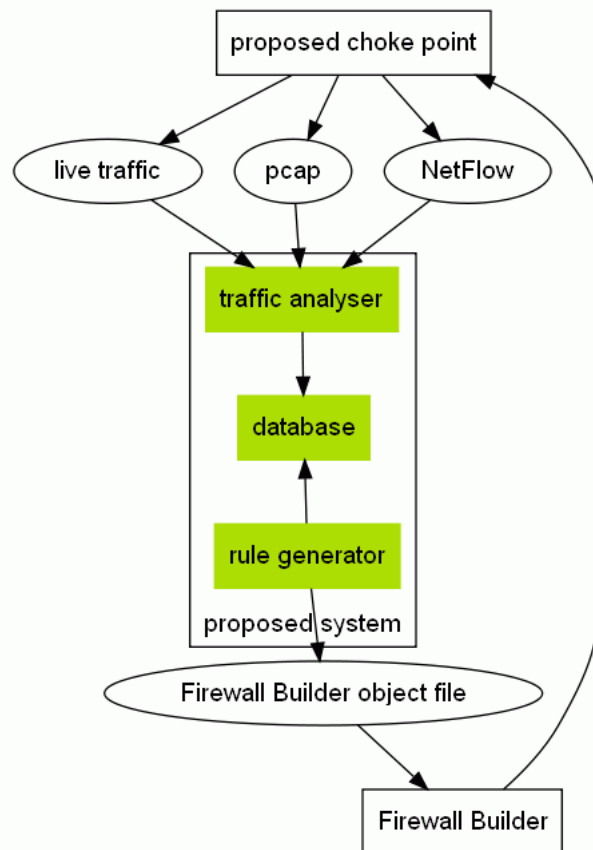 proposed choke point
live traffic
pcap
NetFlow
traffic analyser
database
rule generator
proposed system
Firewall Builder object file
Firewall Builder